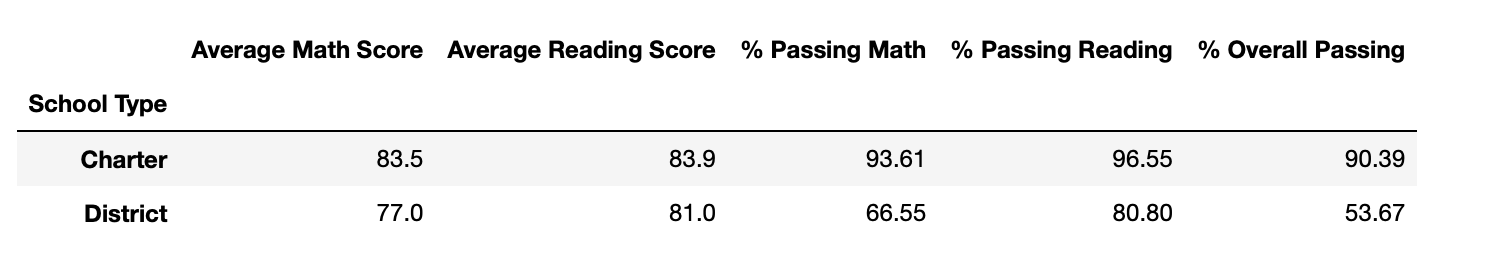 Average Math Score Average Reading Score % Passing Math % Passing Reading % Overall Passing
School Type
Charter 83.5 83.9 93.61 96.55 90.39
District 77.0 81.0 66.55 80.80 53.67